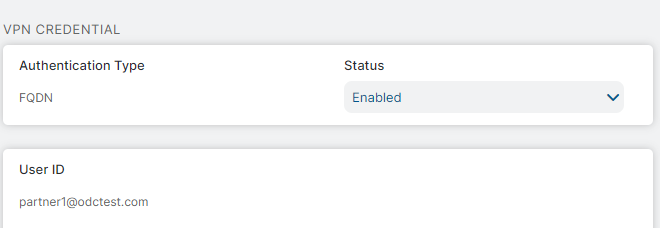 VPN CREDENTIAL
Authentication Type
Status
FQDN
Enabled
User ID
partner1@odctest.com